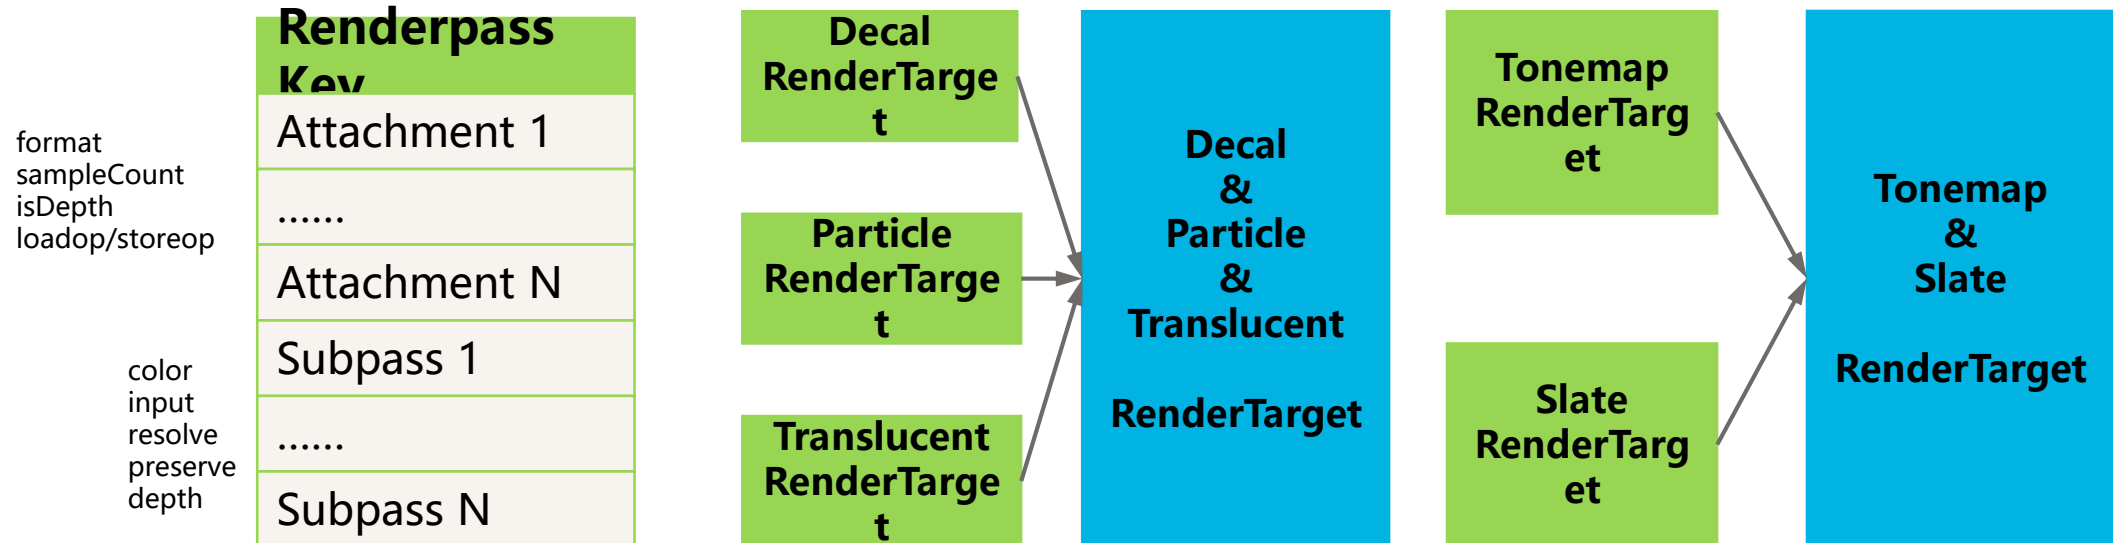 Renderpass
Key
format
sampleCount
isDepth
loadop/storeop
Attachment 1
......
Attachment N
color
input
resolve
preserve
depth
Subpass 1
......
Subpass N
Decal
RenderTarge
t
Particle
RenderTarge
t
Translucent
RenderTarge
t
Decal
&
Particle
&
Translucent
RenderTarget
Tonemap
RenderTarg
et
Slate
RenderTarg
et
Tonemap
&
Slate
RenderTarget